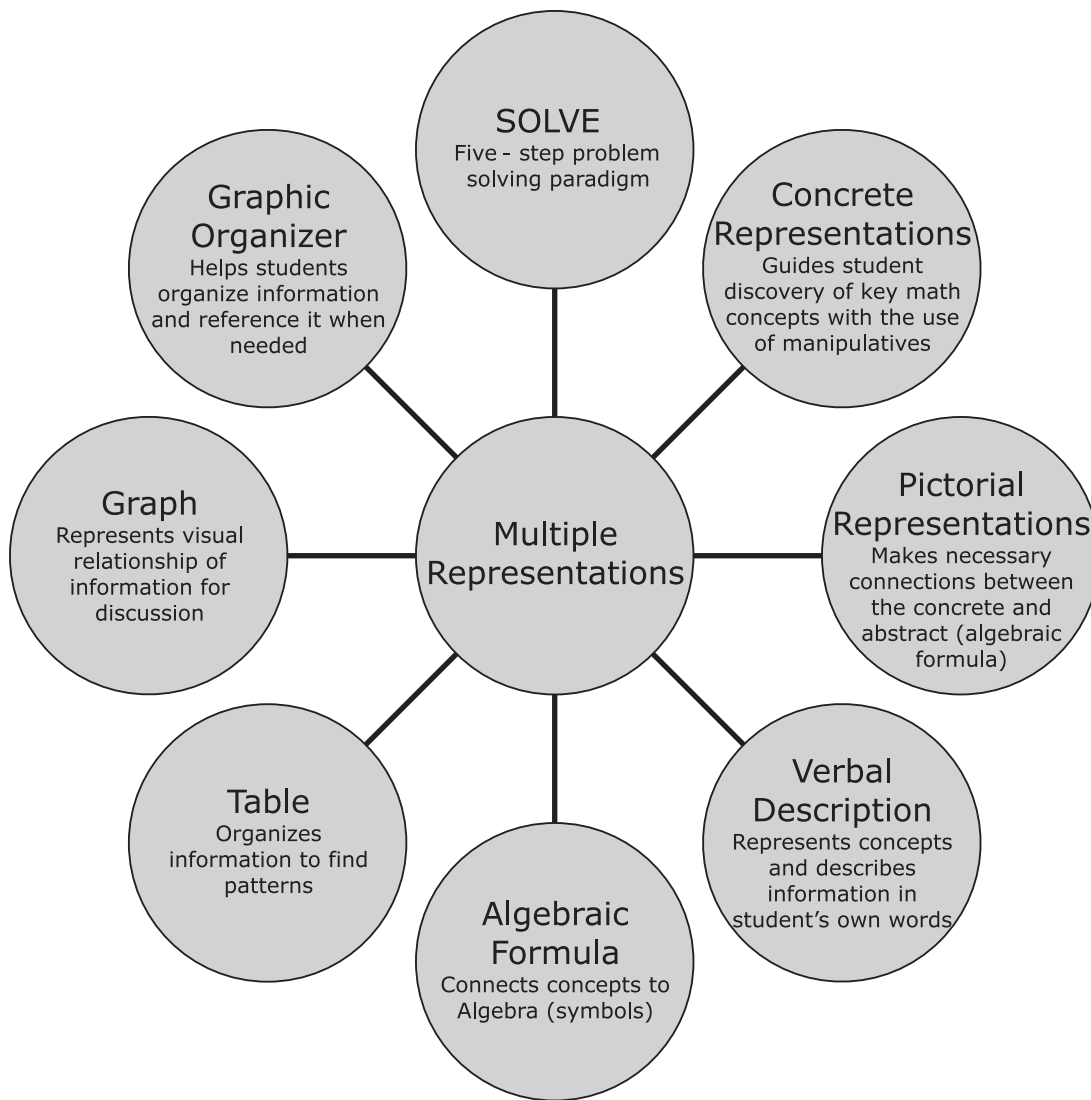 SOLVE
Five - step problem
solving paradigm
Graphic
Organizer
Helps students
organize information
and reference it when
needed
Concrete
Representations
Guides student
discovery of key math
concepts with the use
of manipulatives
Graph
Represents visual
relationship of
information for
discussion
Multiple
Representations
Pictorial
Representations
Makes necessary
connections between
the concrete and
abstract (algebraic
formula)
Table
Organizes
information to find
patterns
Verbal
Description
Represents concepts
and describes
information in
student’s own words
Algebraic
Formula
Connects concepts to
Algebra (symbols)